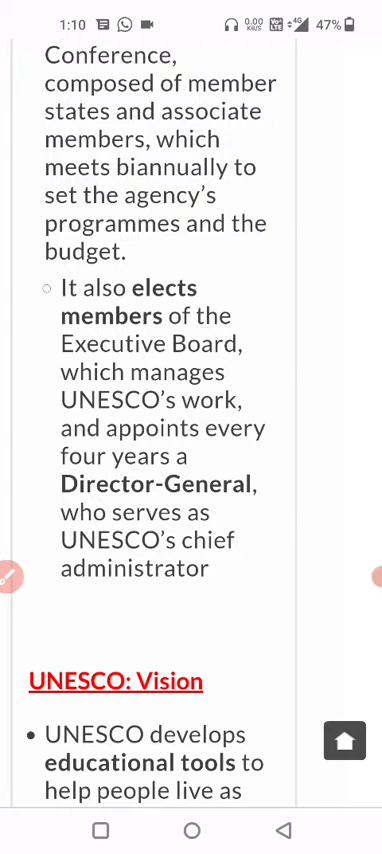 1:10 0.00 KB/S Vo LTE 4G 47%
Conference,
composed of member
states and associate
members, which
meets biannually to
set the agency's
programmes and the
budget.
It also elects
members of the
Executive Board,
which manages
UNESCO's work,
and appoints every
four years a
Director-General,
who serves as
UNESCO's chief
administrator
UNESCO: Vision
• UNESCO develops
educational tools to
help people live as